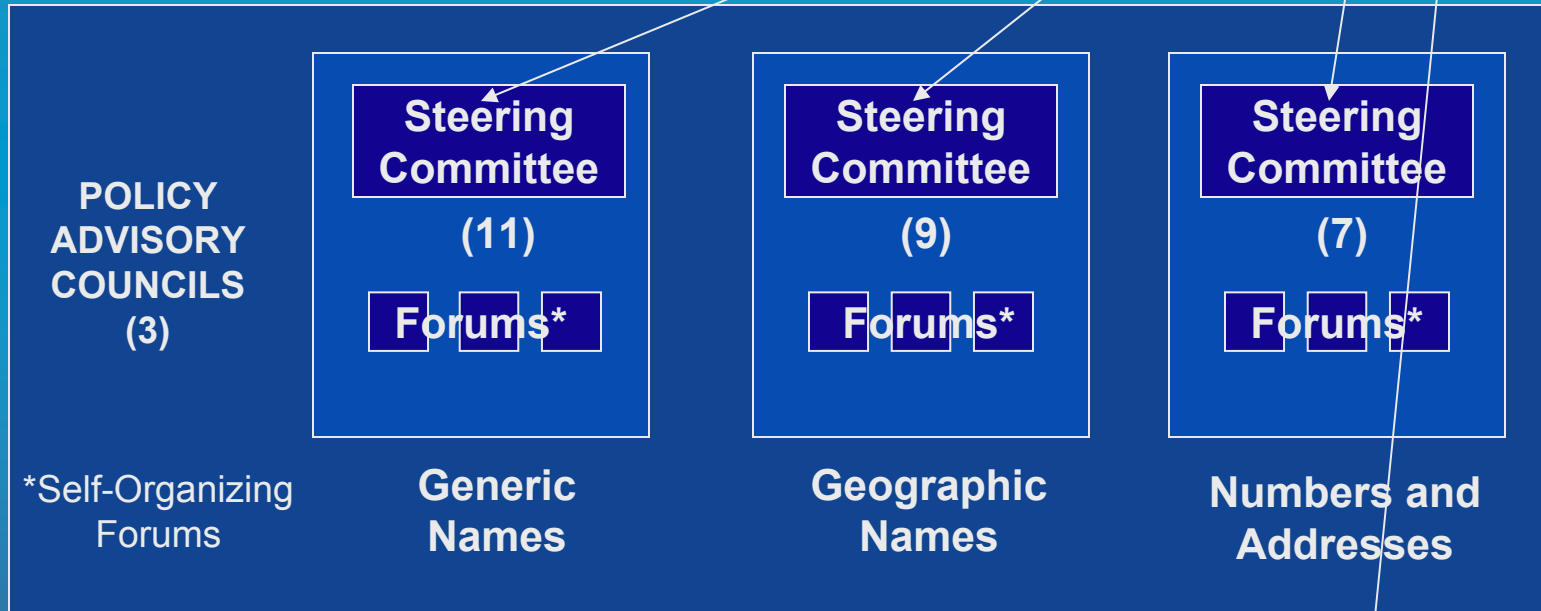 POLICY
ADVISORY
COUNCILS
(3)
*Self-Organizing
Forums
Steering
Committee
(11)
Forums*
Generic
Names
Steering
Committee
(9)
Forums*
Geographic
Names
Steering
Committee
(7)
Forums*
Numbers and
Addresses